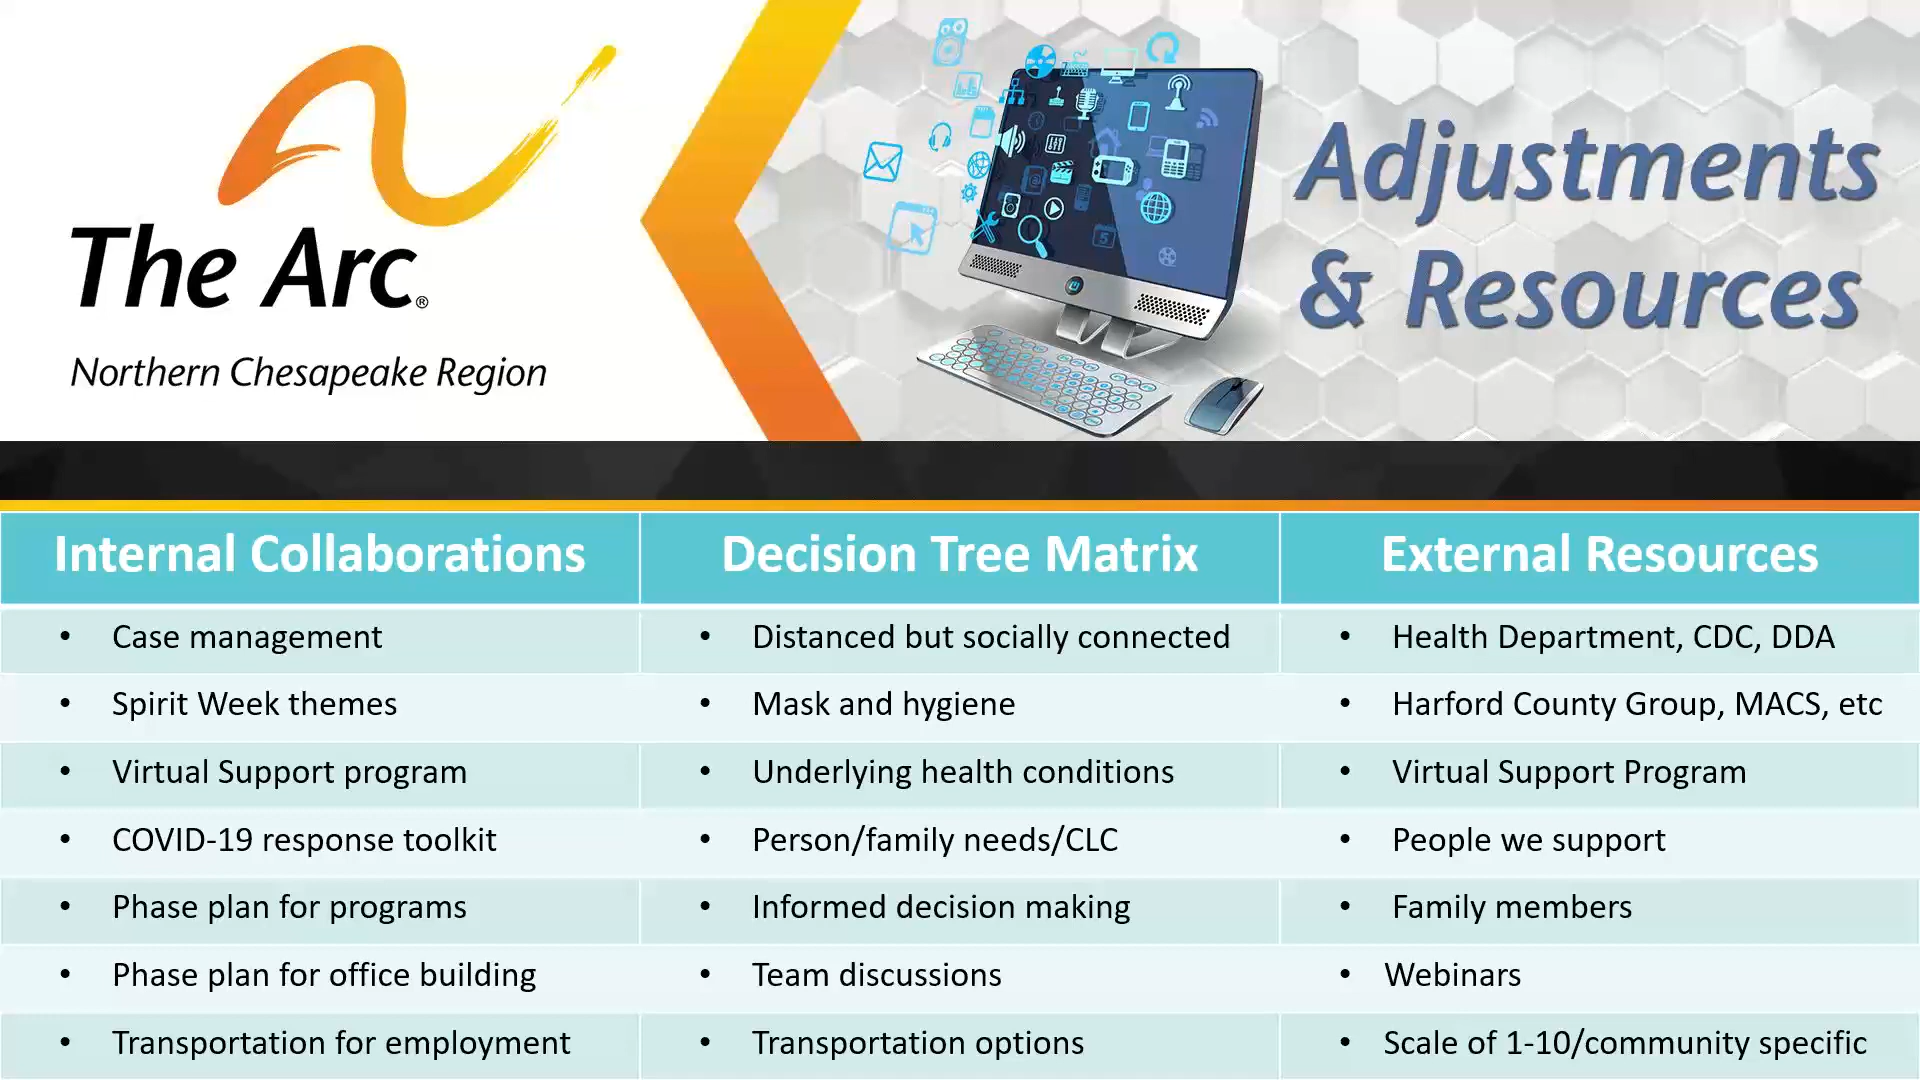 The Arc®
Northern Chesapeake Region
Adjustments
& Resources
Internal Collaborations
• Case management
• Spirit Week themes
• Virtual Support program
• COVID-19 response toolkit
• Phase plan for programs
• Phase plan for office building
• Transportation for employment
Decision Tree Matrix
• Distanced but socially connected
• Mask and hygiene
• Underlying health conditions
• Person/family needs/CLC
• Informed decision making
• Team discussions
• Transportation options
External Resources
• Health Department, CDC, DDA
• Harford County Group, MACS, etc
• Virtual Support Program
• People we support
• Family members
• Webinars
• Scale of 1-10/community specific